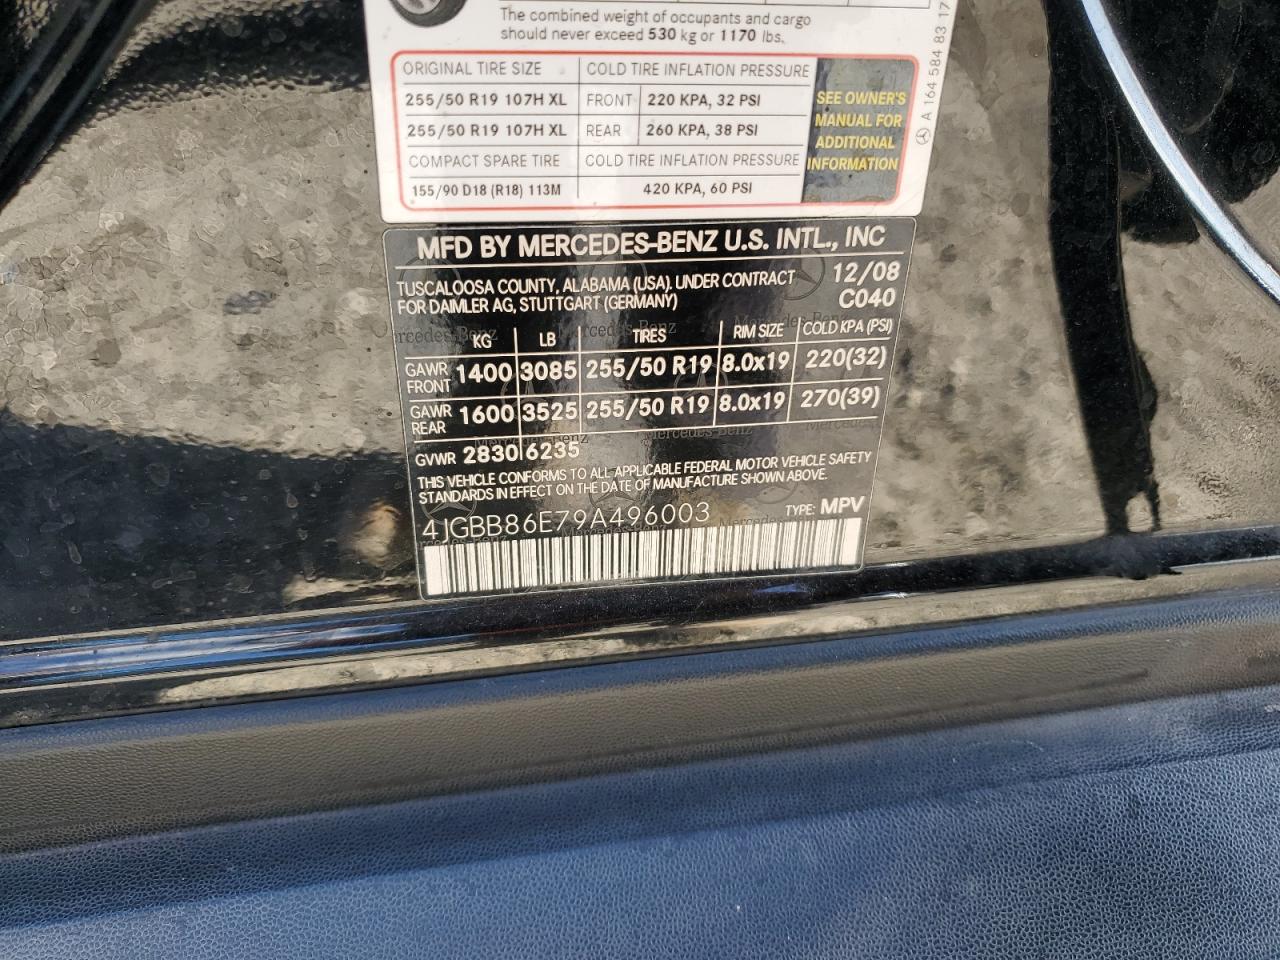 The combined weight of occupants and cargo
should never exceed 530 kg or 1170 lbs.
ORIGINAL TIRE SIZE COLD TIRE INFLATION PRESSURE
255/50 R19 107H XL FRONT 220 KPA, 32 PSI
255/50 R19 107H XL REAR 260 KPA, 38 PSI
COMPACT SPARE TIRE COLD TIRE INFLATION PRESSURE
155/90 D18 (R18) 113M 420 KPA, 60 PSI
SEE OWNER'S
MANUAL FOR
ADDITIONAL
INFORMATION
A 164 584 83 17
MFD BY MERCEDES-BENZ U.S. INTL., INC
TUSCALOOSA COUNTY, ALABAMA (USA). UNDER CONTRACT 12/08
FOR DAIMLER AG, STUTTGART (GERMANY) C040
KG LB TIRES RIM SIZE COLD KPA (PSI)
GAWR FRONT 1400 3085 255/50 R19 8.0x19 220(32)
GAWR REAR 1600 3525 255/50 R19 8.0x19 270(39)
GVWR 2830 6235
THIS VEHICLE CONFORMS TO ALL APPLICABLE FEDERAL MOTOR VEHICLE SAFETY
STANDARDS IN EFFECT ON THE DATE OF MANUFACTURE SHOWN ABOVE.
4JGBB86E79A496003 TYPE: MPV